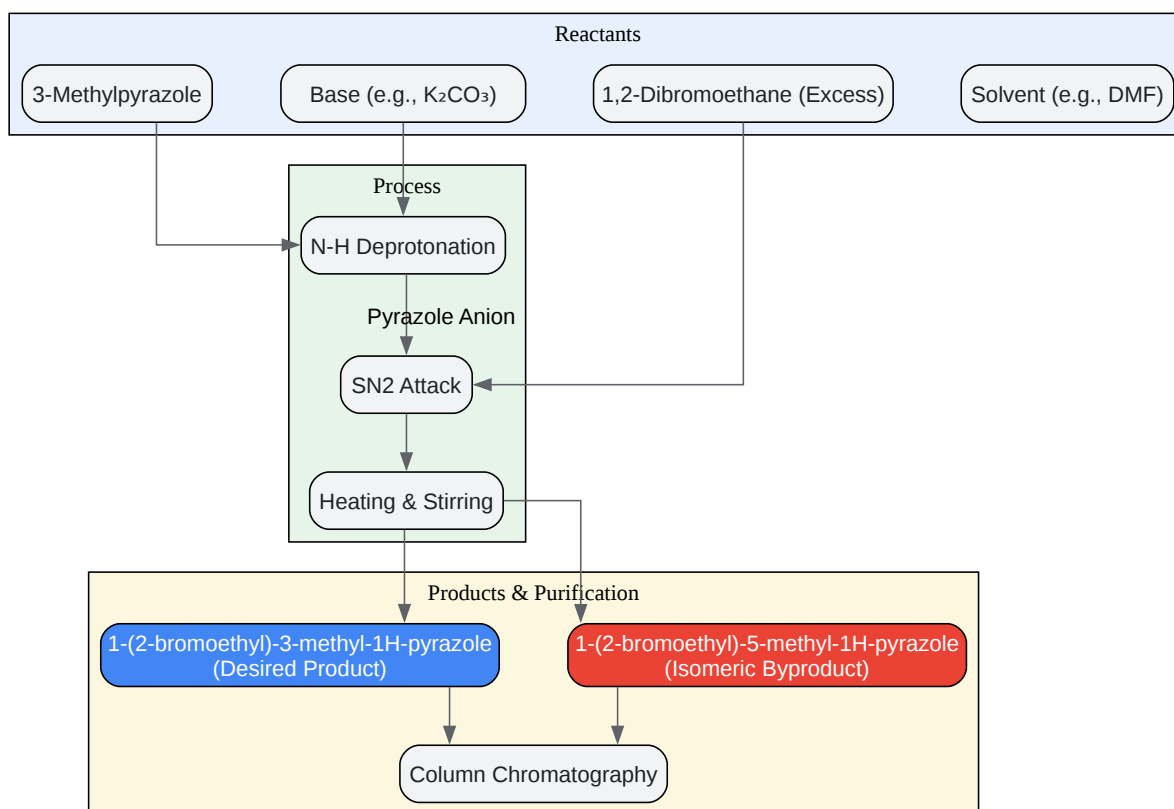 Reactants
3-Methylpyrazole
Base (e.g., K₂CO₃)
1,2-Dibromoethane (Excess)
Solvent (e.g., DMF)
Process
N-H Deprotonation
Pyrazole Anion
SN2 Attack
Heating & Stirring
Products & Purification
1-(2-bromoethyl)-3-methyl-1H-pyrazole
(Desired Product)
1-(2-bromoethyl)-5-methyl-1H-pyrazole
(Isomeric Byproduct)
Column Chromatography